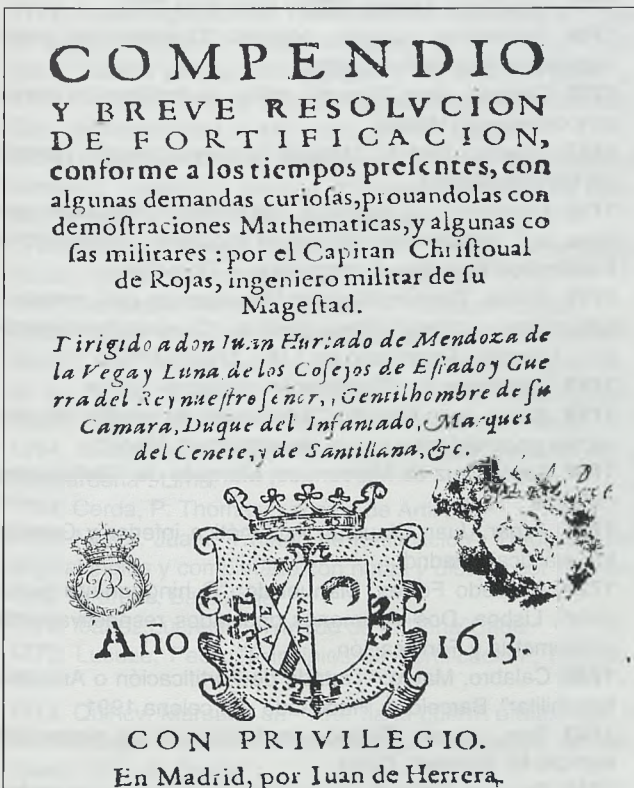 COMPENDIO
Y BREVE RESOLVCION
DE FORTIFICACION,
conforme a los tiempos preſentes, con
algunas demandas curioſas, prouandolas con
demóſtraciones Mathematicas, y algunas co
ſas militares : por el Capitan Chriſtoual
de Rojas, ingeniero militar de ſu
Mageſtad.
Dirigido a don Iuan Hurtado de Mendoza de
la Vega y Luna de los Coſejos de Eſtado y Gue
rra del Rey nueſtro ſeñor, Gentilhombre de ſu
Camara, Duque del Infantado, Marques
del Cenete, y de Santillana, &c.
B
AVE
MARIA
Año 1613.
CON PRIVILEGIO.
En Madrid, por Iuan de Herrera,